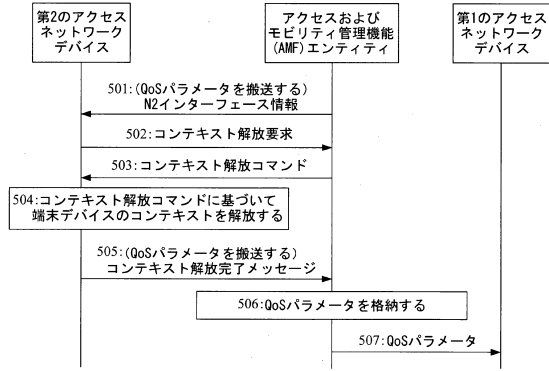 第2のアクセス
ネットワーク
デバイス
アクセスおよび
モビリティ管理機能
(AMF)エンティティ
第1のアクセス
ネットワーク
デバイス
501:(QoSパラメータを搬送する)
N2インターフェース情報
502:コンテキスト解放要求
503:コンテキスト解放コマンド
504:コンテキスト解放コマンドに基づいて
端末デバイスのコンテキストを解放する
505:(QoSパラメータを搬送する)
コンテキスト解放完了メッセージ
506:QoSパラメータを格納する
507:QoSパラメータ